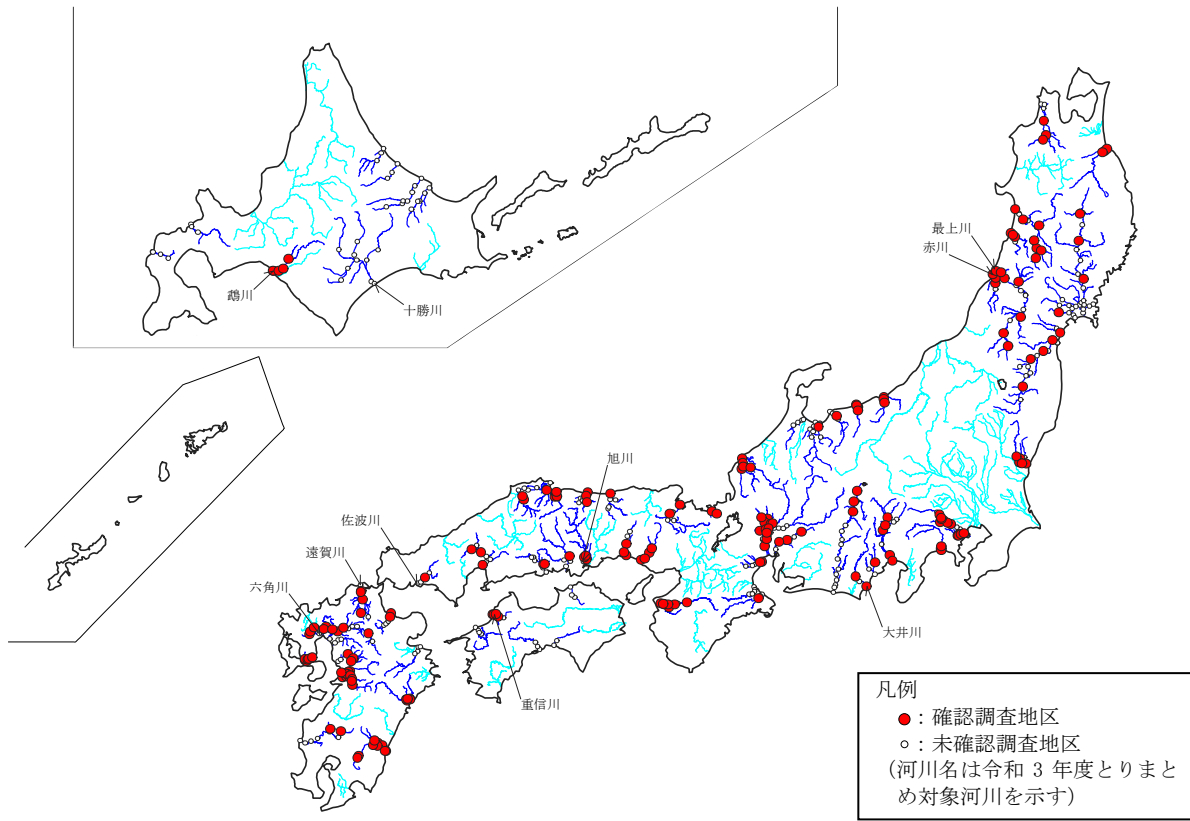 最上川
赤川
鵡川
十勝川
旭川
佐波川
遠賀川
六角川
大井川
重信川
凡例
：確認調査地区
：未確認調査地区
(河川名は令和 3 年度とりまと
め対象河川を示す)